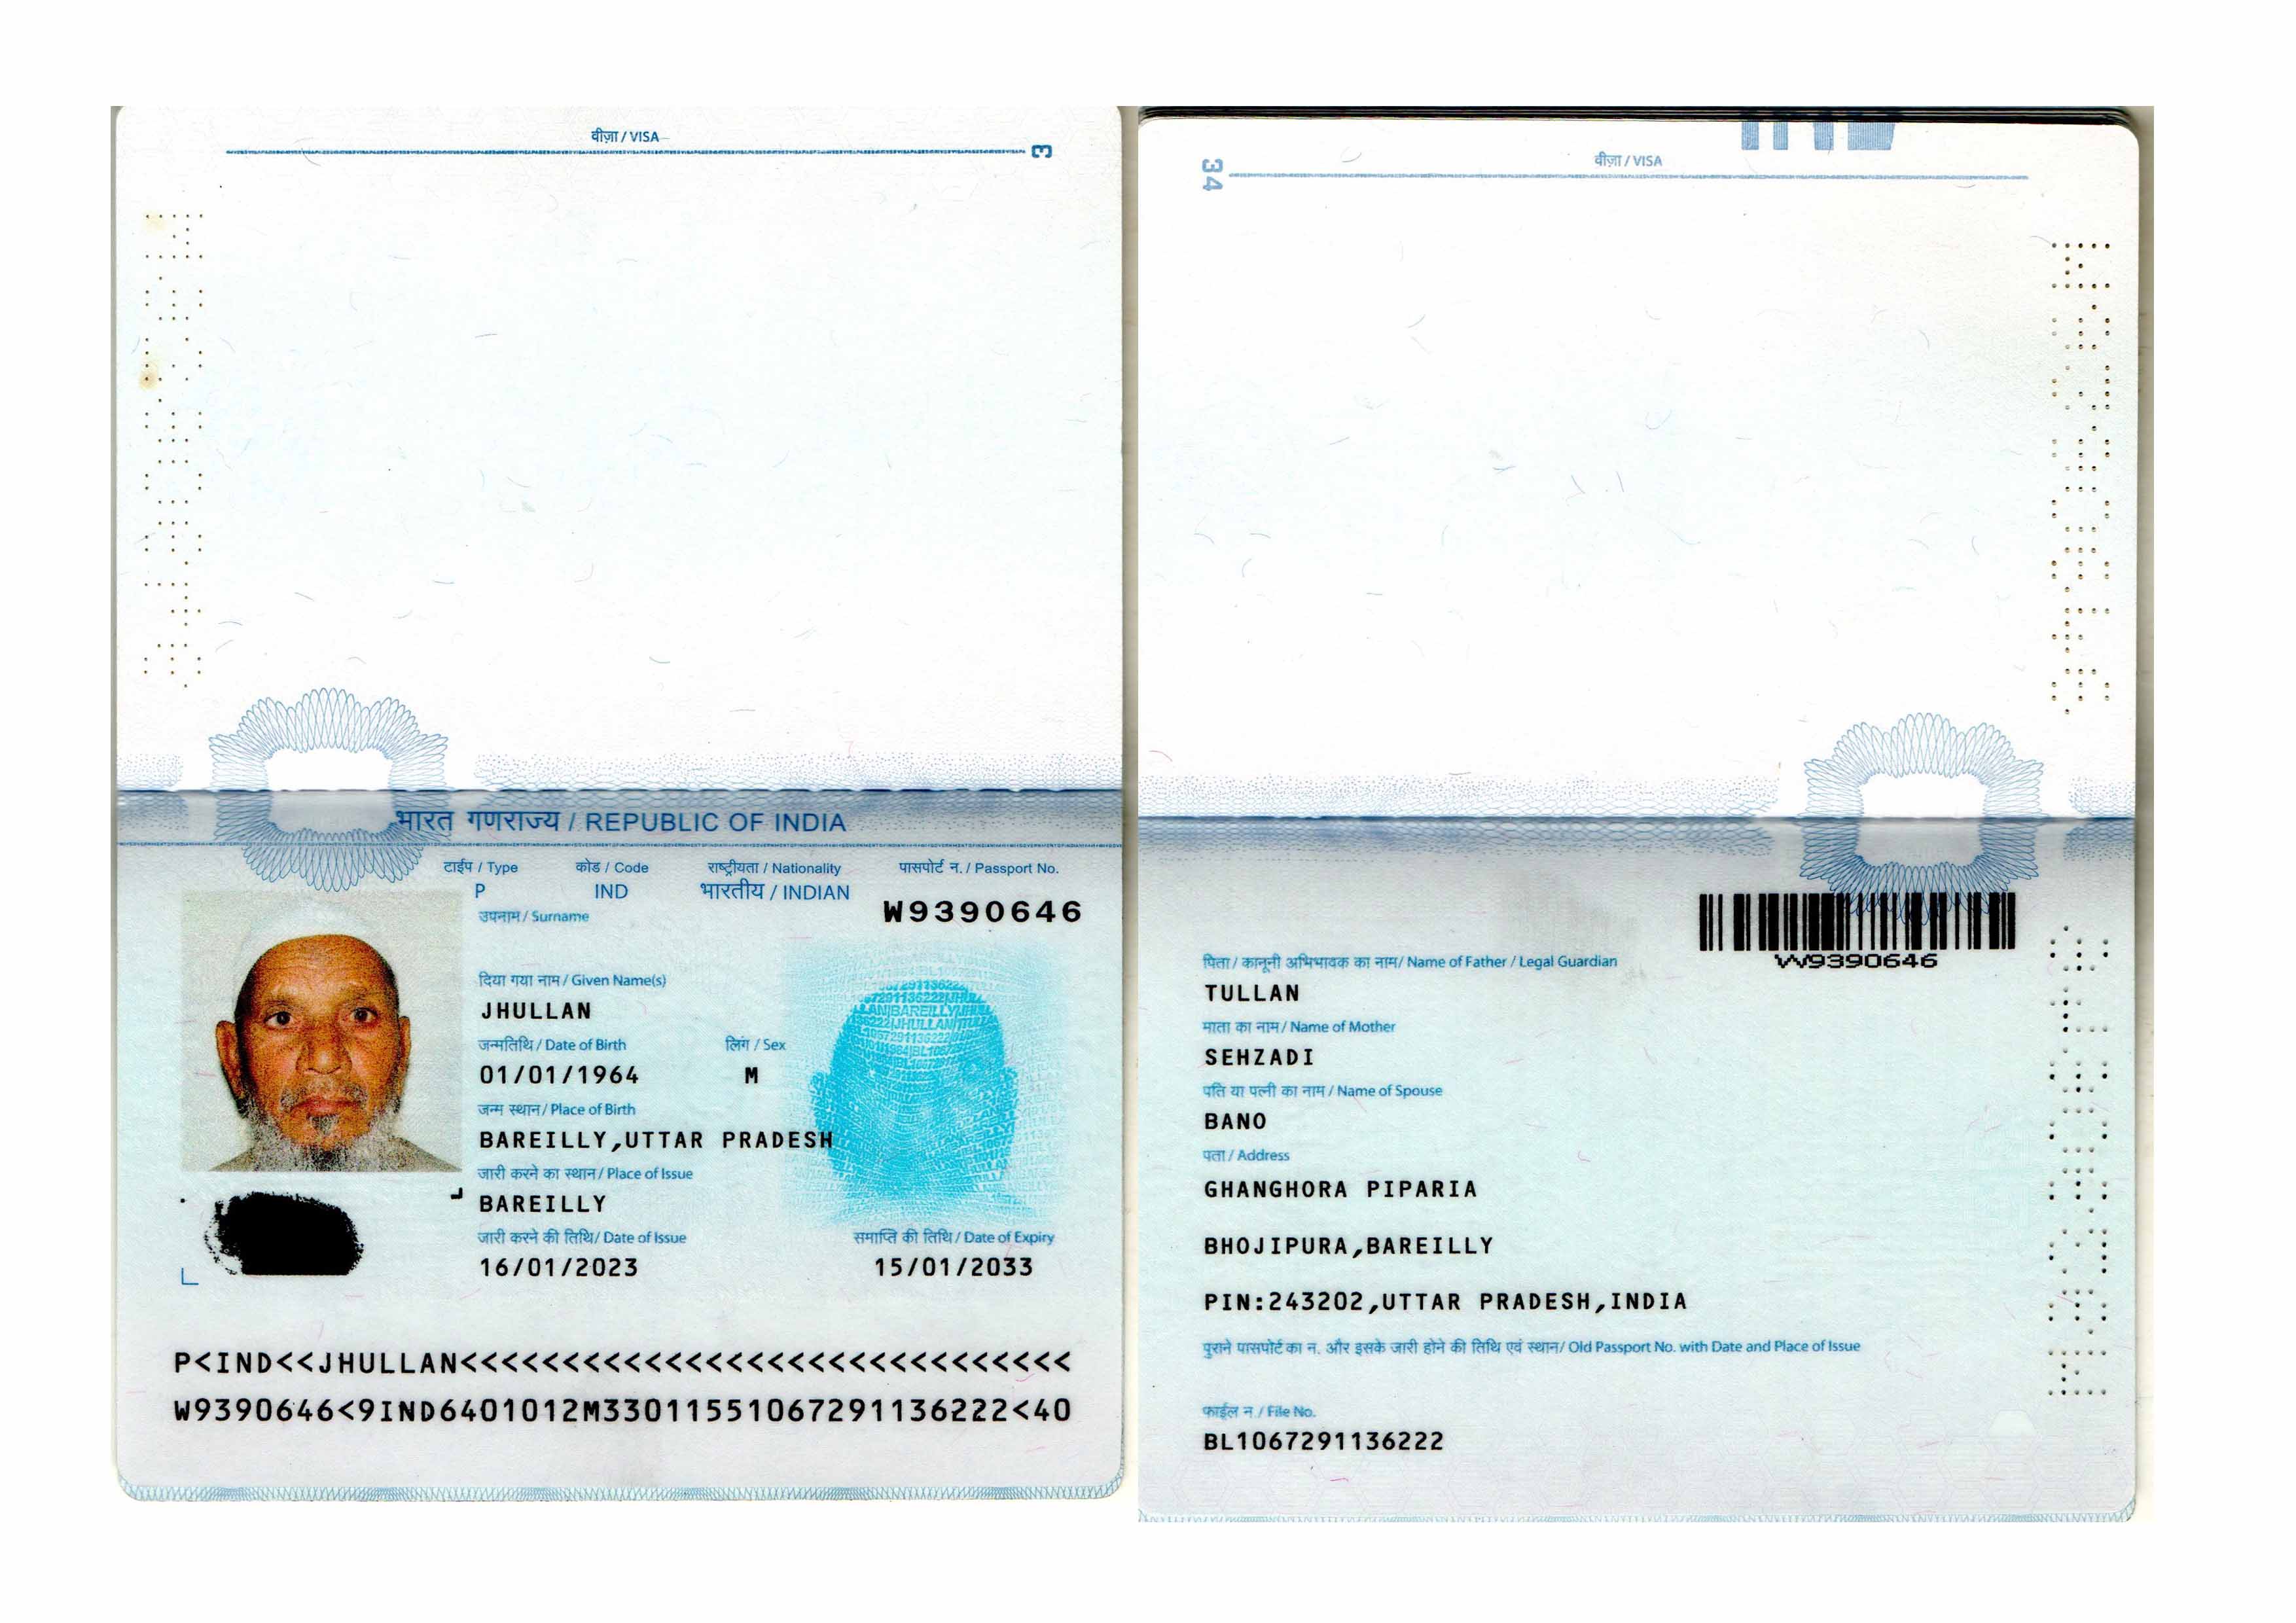 वीज़ा / VISA
3
भारत गणराज्य / REPUBLIC OF INDIA
टाईप / Type कोड / Code राष्ट्रीयता / Nationality पासपोर्ट न. / Passport No.
P IND भारतीय / INDIAN W9390646
उपनाम / Surname
दिया गया नाम / Given Name(s)
JHULLAN
जन्मतिथि / Date of Birth लिंग / Sex
01/01/1964 M
जन्म स्थान / Place of Birth
BAREILLY,UTTAR PRADESH
जारी करने का स्थान / Place of Issue
BAREILLY
जारी करने की तिथि / Date of Issue समाप्ति की तिथि / Date of Expiry
16/01/2023 15/01/2033
P<IND<<JHULLAN<<<<<<<<<<<<<<<<<<<<<<<<<<<<<<
W9390646<9IND6401012M33011551067291136222<40
वीज़ा / VISA
34
W9390646
पिता / कानूनी अभिभावक का नाम / Name of Father / Legal Guardian
TULLAN
माता का नाम / Name of Mother
SEHZADI
पति या पत्नी का नाम / Name of Spouse
BANO
पता / Address
GHANGHORA PIPARIA
BHOJIPURA,BAREILLY
PIN:243202,UTTAR PRADESH,INDIA
पुराने पासपोर्ट का न. और इसके जारी होने की तिथि एवं स्थान / Old Passport No. with Date and Place of Issue
फाईल न / File No.
BL1067291136222